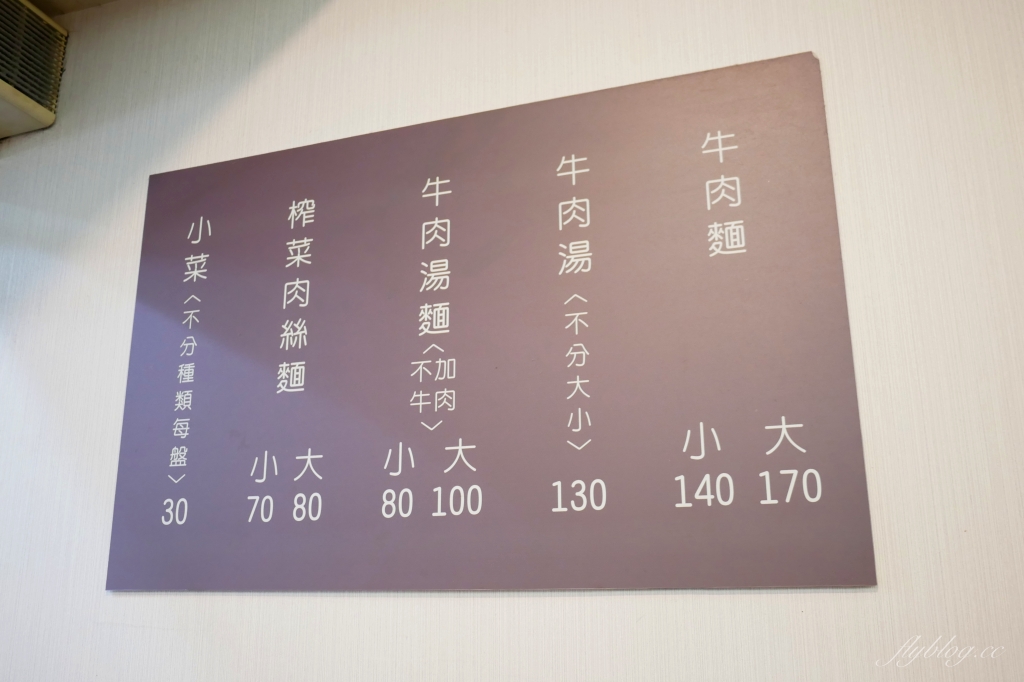 牛肉麵
小 大
140 170
牛肉湯〈不分大小〉
130
牛肉湯麵〈不加牛肉〉
小 大
80 100
榨菜肉絲麵
小 大
70 80
小菜〈不分種類每盤〉
30
flyblog.cc